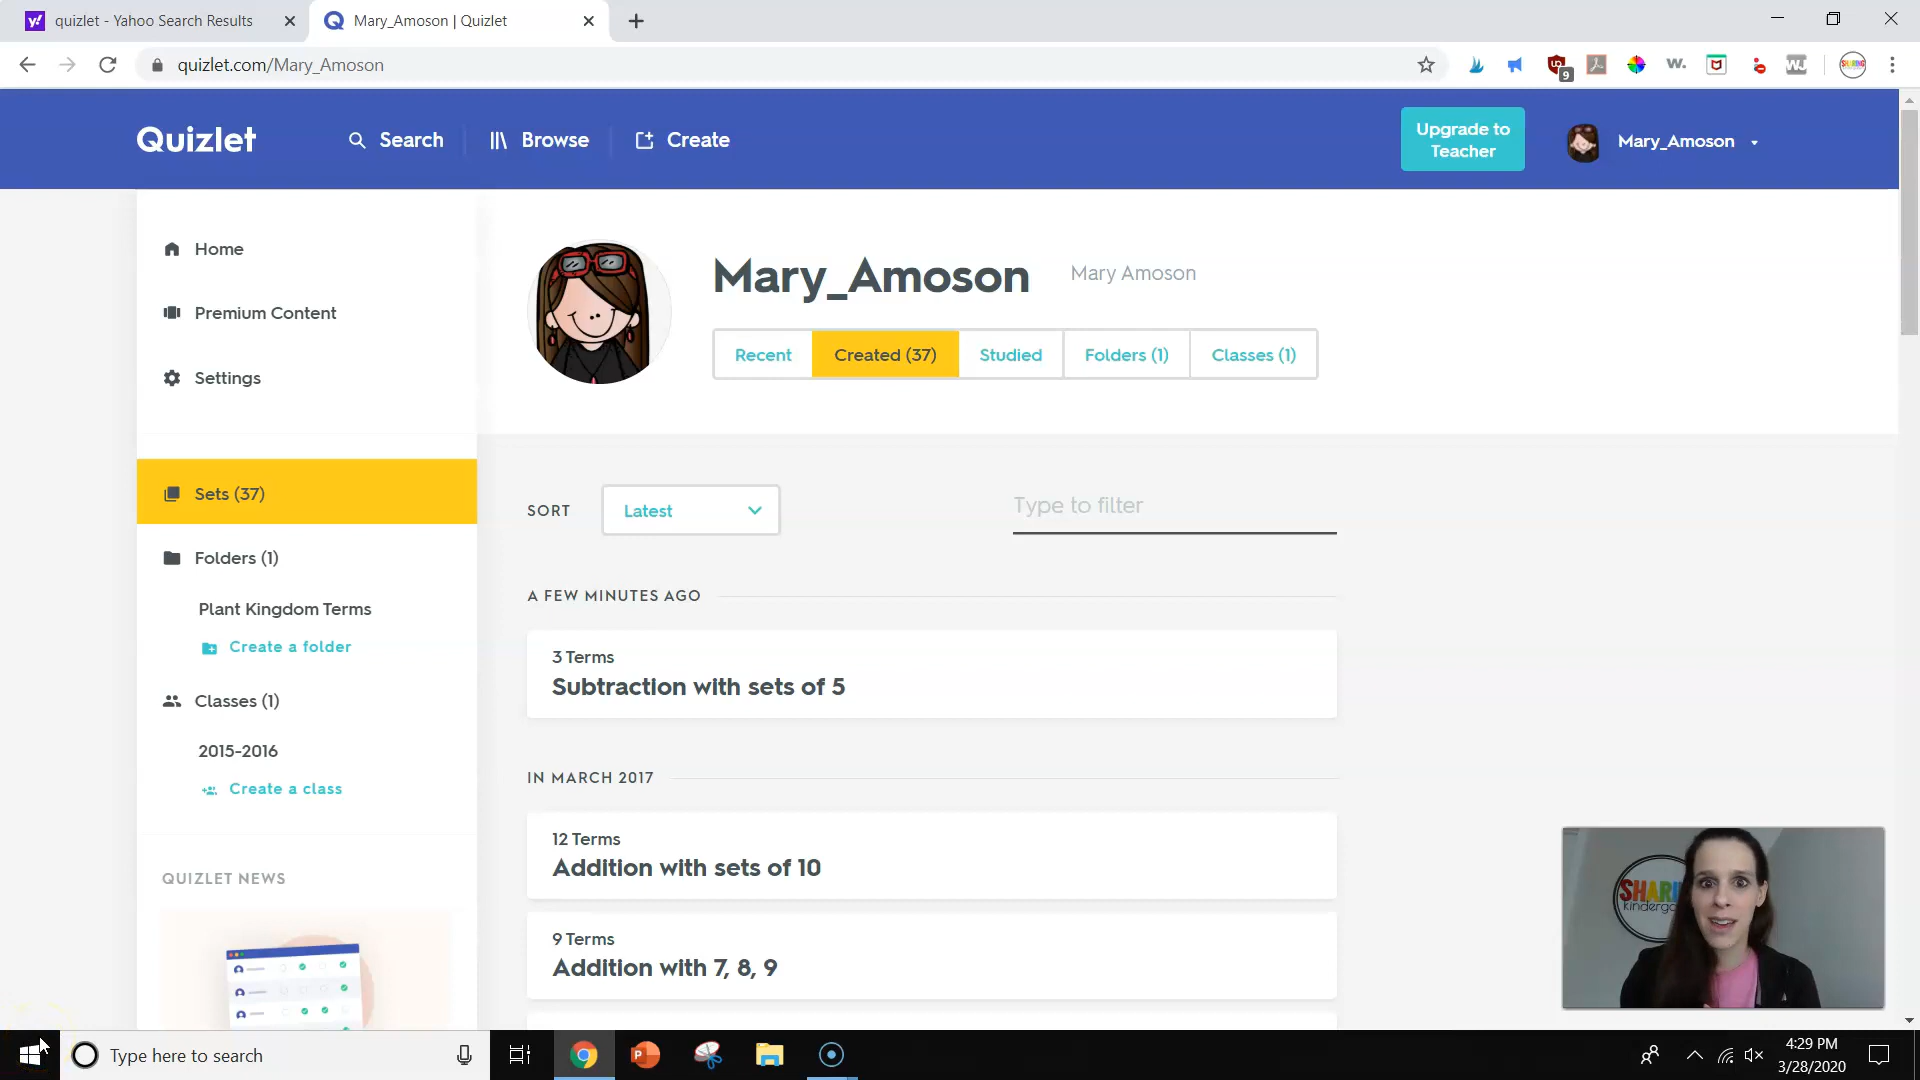 quizlet - Yahoo Search Results
Mary_Amoson | Quizlet
quizlet.com/Mary_Amoson
9
Quizlet
Search
Browse
Create
Upgrade to
Teacher
Mary_Amoson
Home
Premium Content
Settings
Sets (37)
Folders (1)
Plant Kingdom Terms
Create a folder
Classes (1)
2015-2016
Create a class
QUIZLET NEWS
Mary_Amoson
Mary Amoson
Recent
Created (37)
Studied
Folders (1)
Classes (1)
SORT
Latest
Type to filter
A FEW MINUTES AGO
3 Terms
Subtraction with sets of 5
IN MARCH 2017
12 Terms
Addition with sets of 10
9 Terms
Addition with 7, 8, 9
Type here to search
4:29 PM
3/28/2020